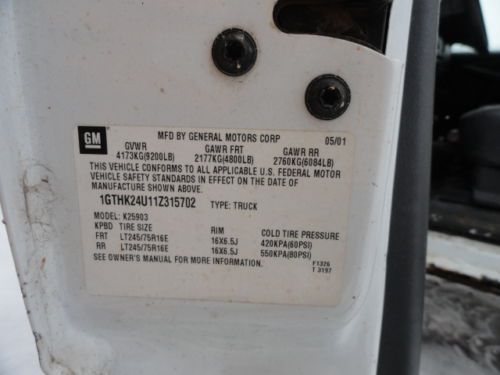 GM
MFD BY GENERAL MOTORS CORP 05/01
GVWR GAWR FRT GAWR RR
4173KG(9200LB) 2177KG(4800LB) 2760KG(6084LB)
THIS VEHICLE CONFORMS TO ALL APPLICABLE U.S. FEDERAL MOTOR
VEHICLE SAFETY STANDARDS IN EFFECT ON THE DATE OF
MANUFACTURE SHOWN ABOVE.
1GTHK24U11Z315702 TYPE: TRUCK
MODEL: K25903
KPBD TIRE SIZE RIM COLD TIRE PRESSURE
FRT LT245/75R16E 16X6.5J 420KPA(60PSI)
RR LT245/75R16E 16X6.5J 550KPA(80PSI)
SEE OWNER'S MANUAL FOR MORE INFORMATION.
F1326
T 3197